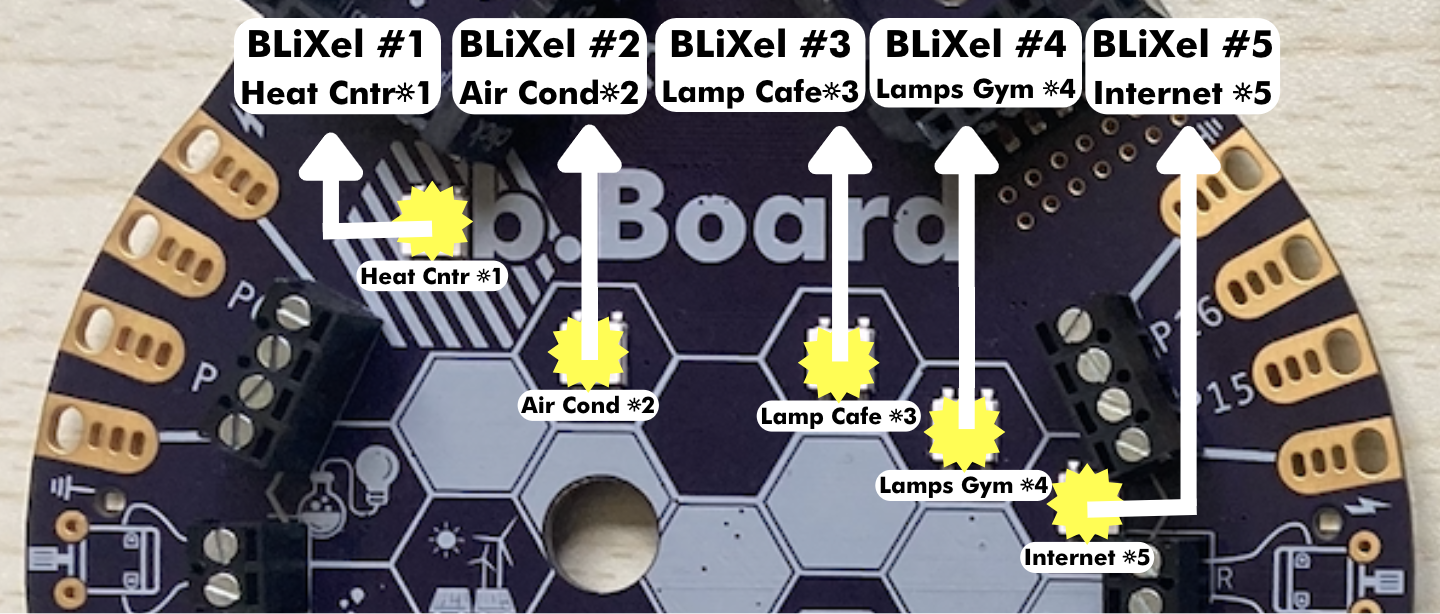 BLiXel #1
Heat Cntr☼1
BLiXel #2
Air Cond☼2
BLiXel #3
Lamp Cafe☼3
BLiXel #4
Lamps Gym ☼4
BLiXel #5
Internet ☼5
b.Board
Heat Cntr ☼1
P
P16
Air Cond ☼2
P
P15
Lamp Cafe ☼3
Lamps Gym ☼4
Internet ☼5
R